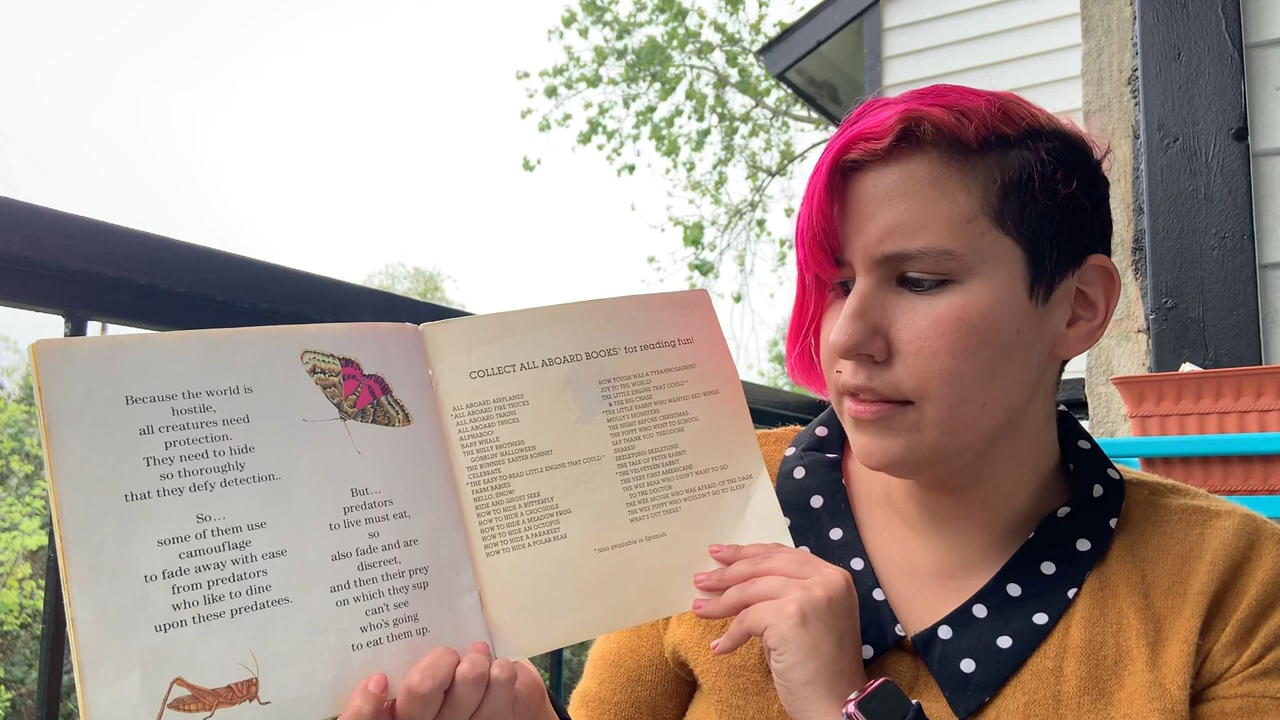 Because the world is
hostile,
all creatures need
protection.
They need to hide
so thoroughly
that they defy detection..
So...
some of them use
camouflage
to fade away with ease
from predators
who like to dine
upon these predatees.
But...
predators
to live must eat,
so
also fade and are
discreet,
and then their prey
on which they sup
can't see
who's going
to eat them up.
COLLECT ALL ABOARD BOOKS™ for reading fun!
ALL ABOARD AIRPLANES
*ALL ABOARD FIRE TRUCKS
ALL ABOARD TRAINS
ALL ABOARD TRUCKS
ALPHABOO!
BABY WHALE
THE BULLY BROTHERS
GOBLIN' HALLOWEEN
THE BUNNIES' EASTER BONNET
CELEBRATE
*THE EASY-TO-READ LITTLE ENGINE THAT COULD™
FARM BABIES
HELLO, SNOW!
HIDE AND GHOST SEEK
HOW TO HIDE A BUTTERFLY
HOW TO HIDE A CROCODILE
HOW TO HIDE A MEADOW FROG
HOW TO HIDE AN OCTOPUS
HOW TO HIDE A PARAKEET
HOW TO HIDE A POLAR BEAR
HOW TOUGH WAS A TYRANNOSAURUS?
JOY TO THE WORLD!
THE LITTLE ENGINE THAT COULD™
& THE BIG CHASE
*THE LITTLE RABBIT WHO WANTED RED WINGS
MOLLY'S MONSTERS
THE NIGHT BEFORE CHRISTMAS
THE PUPPY WHO WENT TO SCHOOL
SAY THANK YOU, THEODORE
SHARKS
SKELETONS! SKELETONS!
THE TALE OF PETER RABBIT
*THE VELVETEEN RABBIT
THE VERY FIRST AMERICANS
THE WEE BEAR WHO DIDN'T WANT TO GO
TO THE DOCTOR
THE WEE MOUSE WHO WAS AFRAID OF THE DARK
THE WEE PUPPY WHO WOULDN'T GO TO SLEEP
WHAT'S OUT THERE?
*also available in Spanish